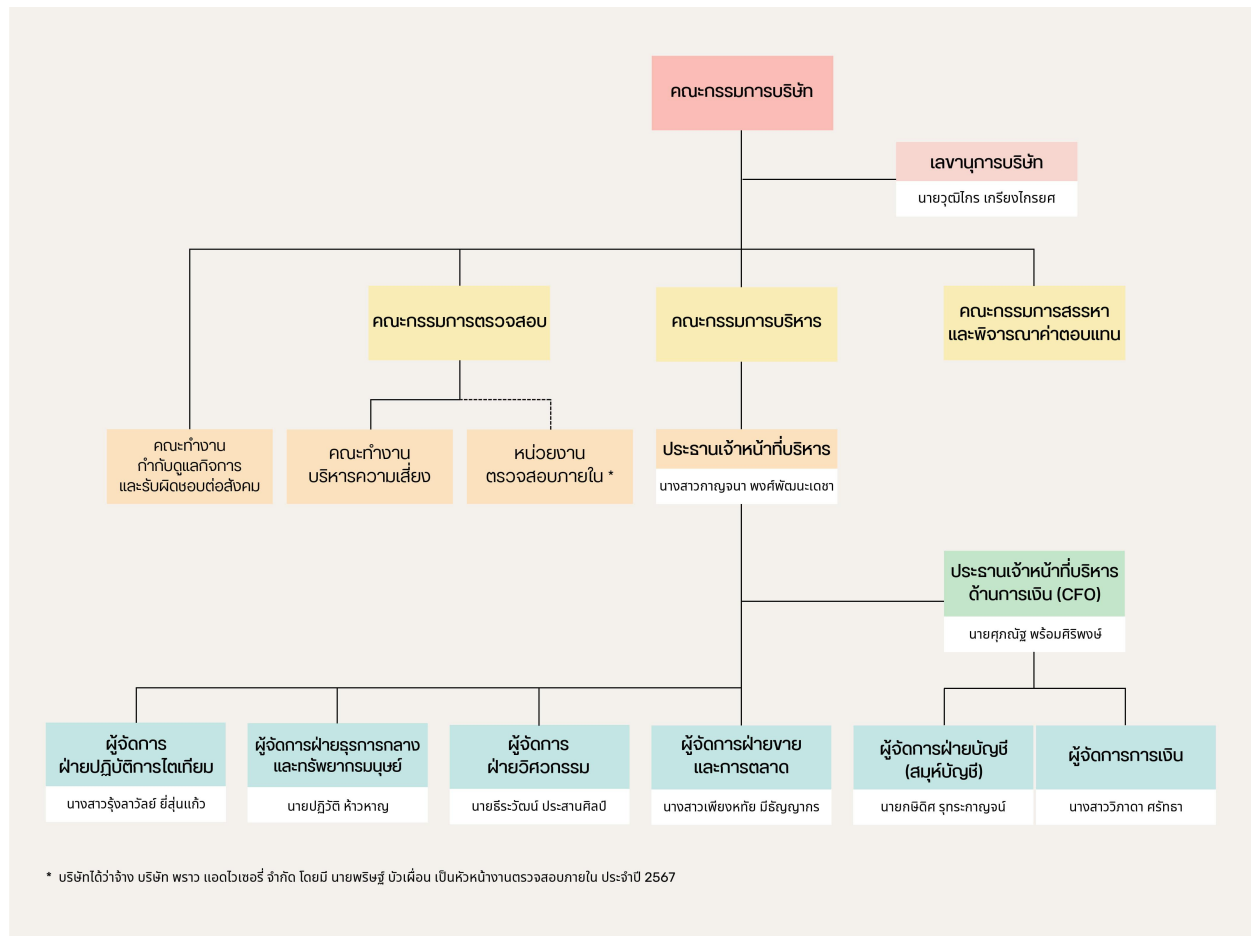 คณะกรรมการบริษัท
เลขานุการบริษัท
นายวุฒิไกร เกรียงไกรยศ
คณะกรรมการตรวจสอบ
คณะกรรมการบริหาร
คณะกรรมการสรรหา
และพิจารณาค่าตอบแทน
คณะทำงาน
กำกับดูแลกิจการ
และรับผิดชอบต่อสังคม
คณะทำงาน
บริหารความเสี่ยง
หน่วยงาน
ตรวจสอบภายใน *
ประธานเจ้าหน้าที่บริหาร
นางสาวกาญจนา พงศ์พัฒนะเดชา
ประธานเจ้าหน้าที่บริหาร
ด้านการเงิน (CFO)
นายศุภณัฐ พร้อมศิริพงษ์
ผู้จัดการ
ฝ่ายปฏิบัติการไตเทียม
นางสาวรุ้งลาวัลย์ ยี่สุ่นแก้ว
ผู้จัดการฝ่ายธุรการกลาง
และทรัพยากรมนุษย์
นายปฏิวัติ ห้าวหาญ
ผู้จัดการ
ฝ่ายวิศวกรรม
นายธีระวัฒน์ ประสานศิลป์
ผู้จัดการฝ่ายขาย
และการตลาด
นางสาวเพียงหทัย มีธัญญากร
ผู้จัดการฝ่ายบัญชี
(สมุห์บัญชี)
นายกษิดิศ รุทระกาญจน์
ผู้จัดการการเงิน
นางสาววิภาดา ศรัทธา
* บริษัทได้ว่าจ้าง บริษัท พราว แอดไวเซอรี่ จำกัด โดยมี นายพริษฐ์ บัวเผื่อน เป็นหัวหน้างานตรวจสอบภายใน ประจำปี 2567